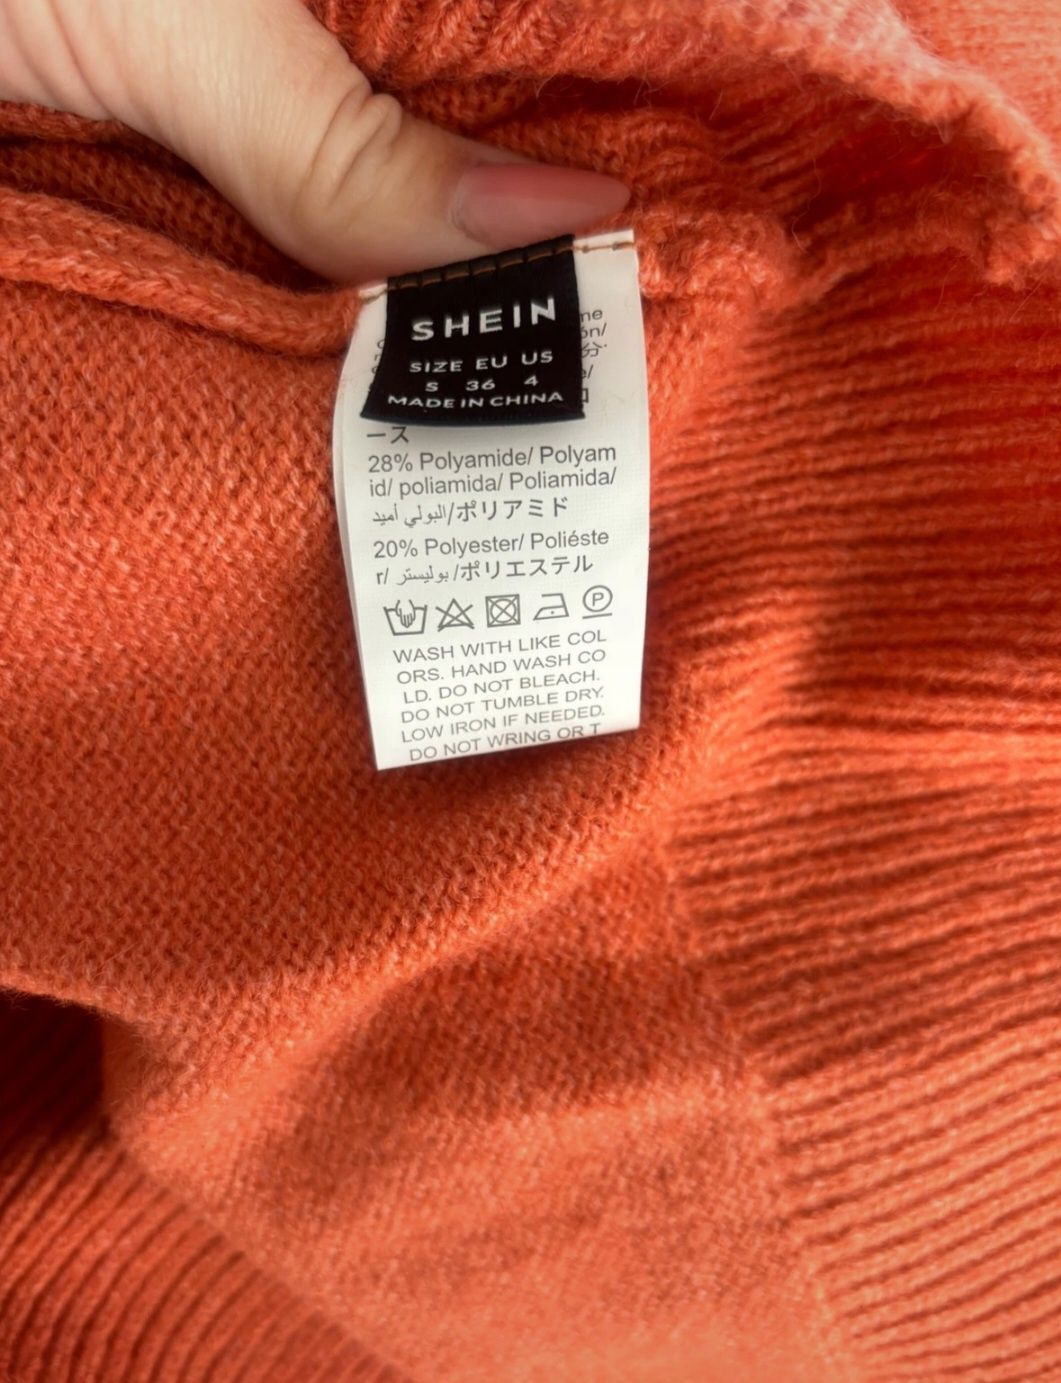 SHEIN
SIZE EU US
S 36 4
MADE IN CHINA
ース
28% Polyamide/ Polyam
id/ poliamida/ Poliamida/
البولي أميد/ポリアミド
20% Polyester/ Poliéste
r/ بوليستر /ポリエステル
P
WASH WITH LIKE COL
ORS. HAND WASH CO
LD. DO NOT BLEACH.
DO NOT TUMBLE DRY.
LOW IRON IF NEEDED.
DO NOT WRING OR T